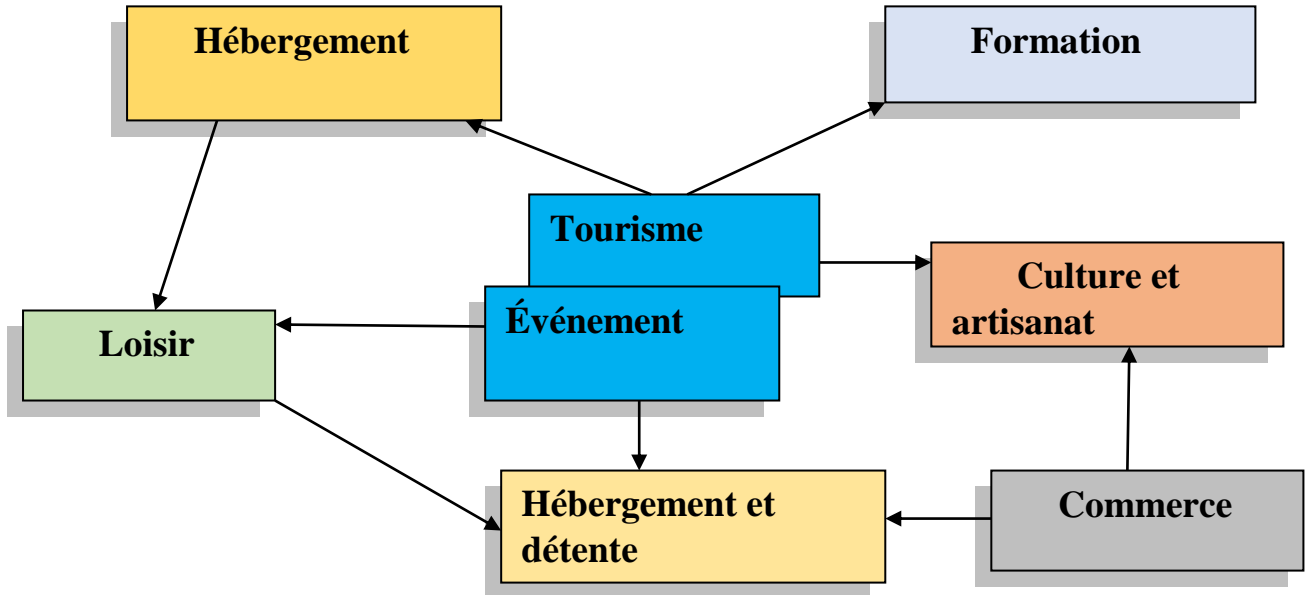 Hébergement
Formation
Tourisme
Culture et
artisanat
Événement
Loisir
Hébergement et
détente
Commerce